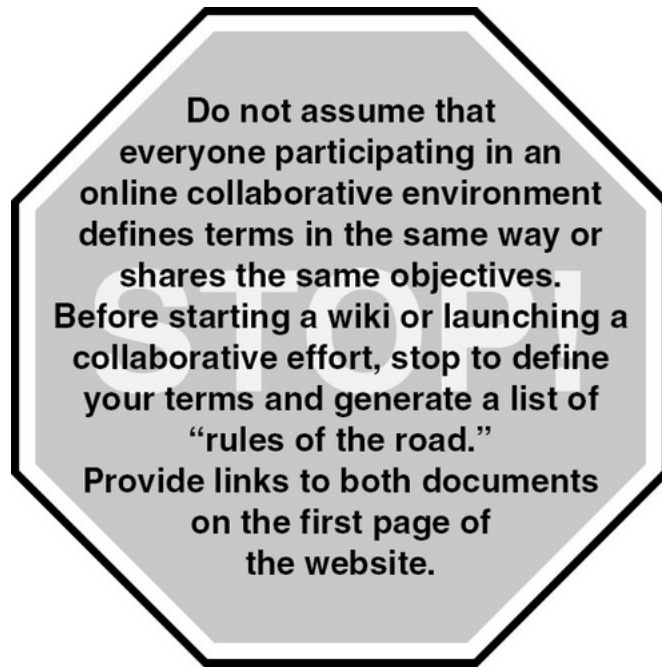 Do not assume that
everyone participating in an
online collaborative environment
defines terms in the same way or
shares the same objectives.
STOP!
Before starting a wiki or launching a
collaborative effort, stop to define
your terms and generate a list of
“rules of the road.”
Provide links to both documents
on the first page of
the website.